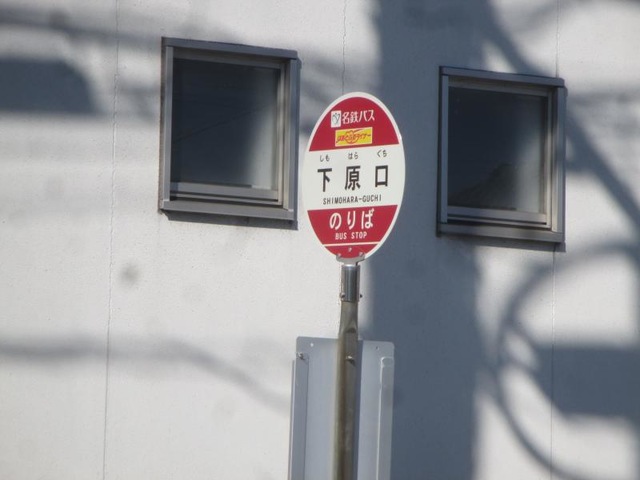 名鉄バス
しも はら ぐち
下原口
SHIMOHARA-GUCHI
のりば
BUS STOP